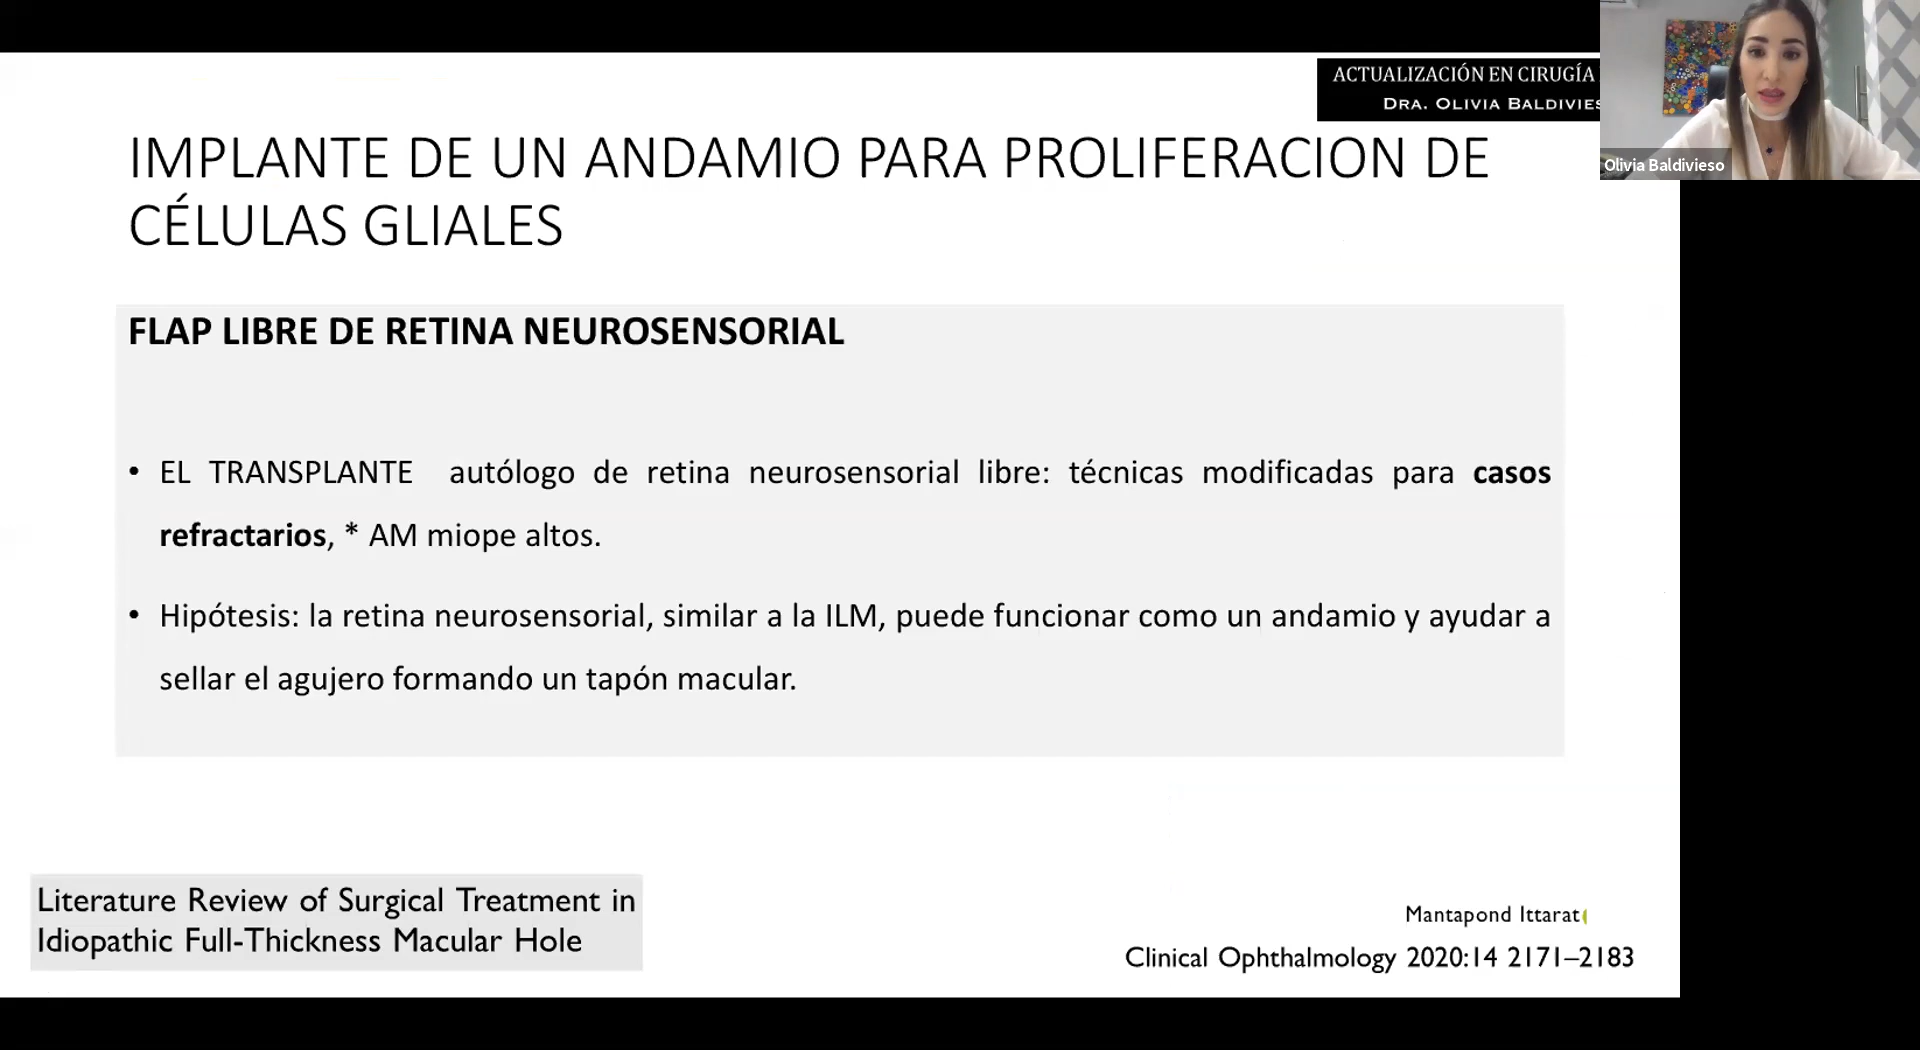 ACTUALIZACIÓN EN CIRUGÍA
DRA. OLIVIA BALDIVIES
Olivia Baldivieso
IMPLANTE DE UN ANDAMIO PARA PROLIFERACION DE
CÉLULAS GLIALES
FLAP LIBRE DE RETINA NEUROSENSORIAL
• EL TRANSPLANTE autólogo de retina neurosensorial libre: técnicas modificadas para casos
refractarios, * AM miope altos.
• Hipótesis: la retina neurosensorial, similar a la ILM, puede funcionar como un andamio y ayudar a
sellar el agujero formando un tapón macular.
Literature Review of Surgical Treatment in
Idiopathic Full-Thickness Macular Hole
Mantapond Ittarat
Clinical Ophthalmology 2020:14 2171–2183